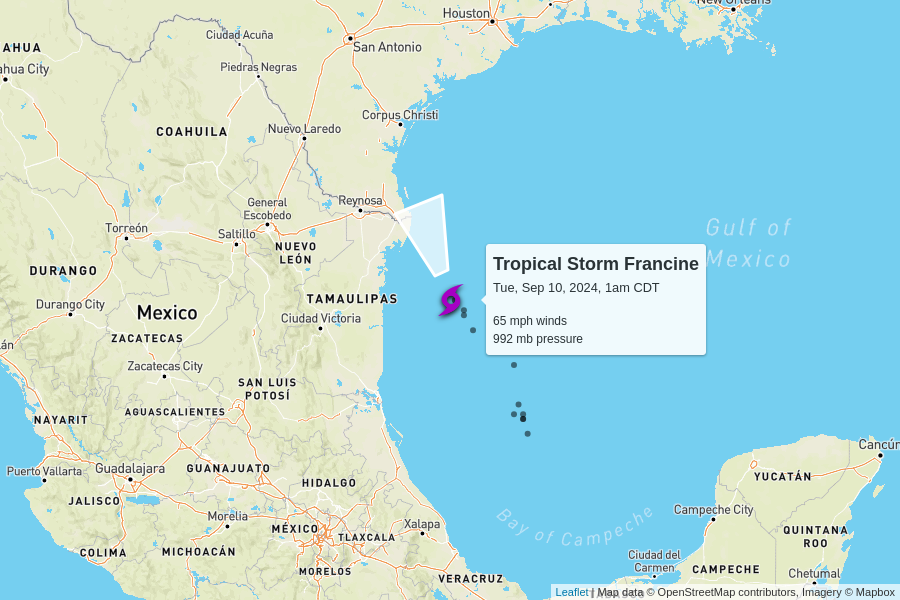 New Orleans
Houston
Ciudad Acuña
San Antonio
AHUA
ahua City
Piedras Negras
Corpus Christi
COAHUILA
Nuevo Laredo
Reynosa
General
Escobedo
Torreón
Saltillo
NUEVO
LEÓN
Gulf of
Mexico
DURANGO
Tropical Storm Francine
Tue, Sep 10, 2024, 1am CDT
65 mph winds
992 mb pressure
TAMAULIPAS
Durango City
Mexico
Ciudad Victoria
ZACATECAS
lán
Zacatecas City
SAN LUIS
POTOSÍ
AGUASCALIENTES
NAYARIT
Cancún
Puerto Vallarta
Guadalajara
GUANAJUATO
YUCATÁN
HIDALGO
JALISCO
Bay of Campeche
Campeche City
Morelia
MÉXICO
Xalapa
TLAXCALA
QUINTANA
ROO
COLIMA
MICHOACÁN
Ciudad del
Carmen
MORELOS
VERACRUZ
CAMPECHE
Chetumal
Leaflet | Map data © OpenStreetMap contributors, Imagery © Mapbox